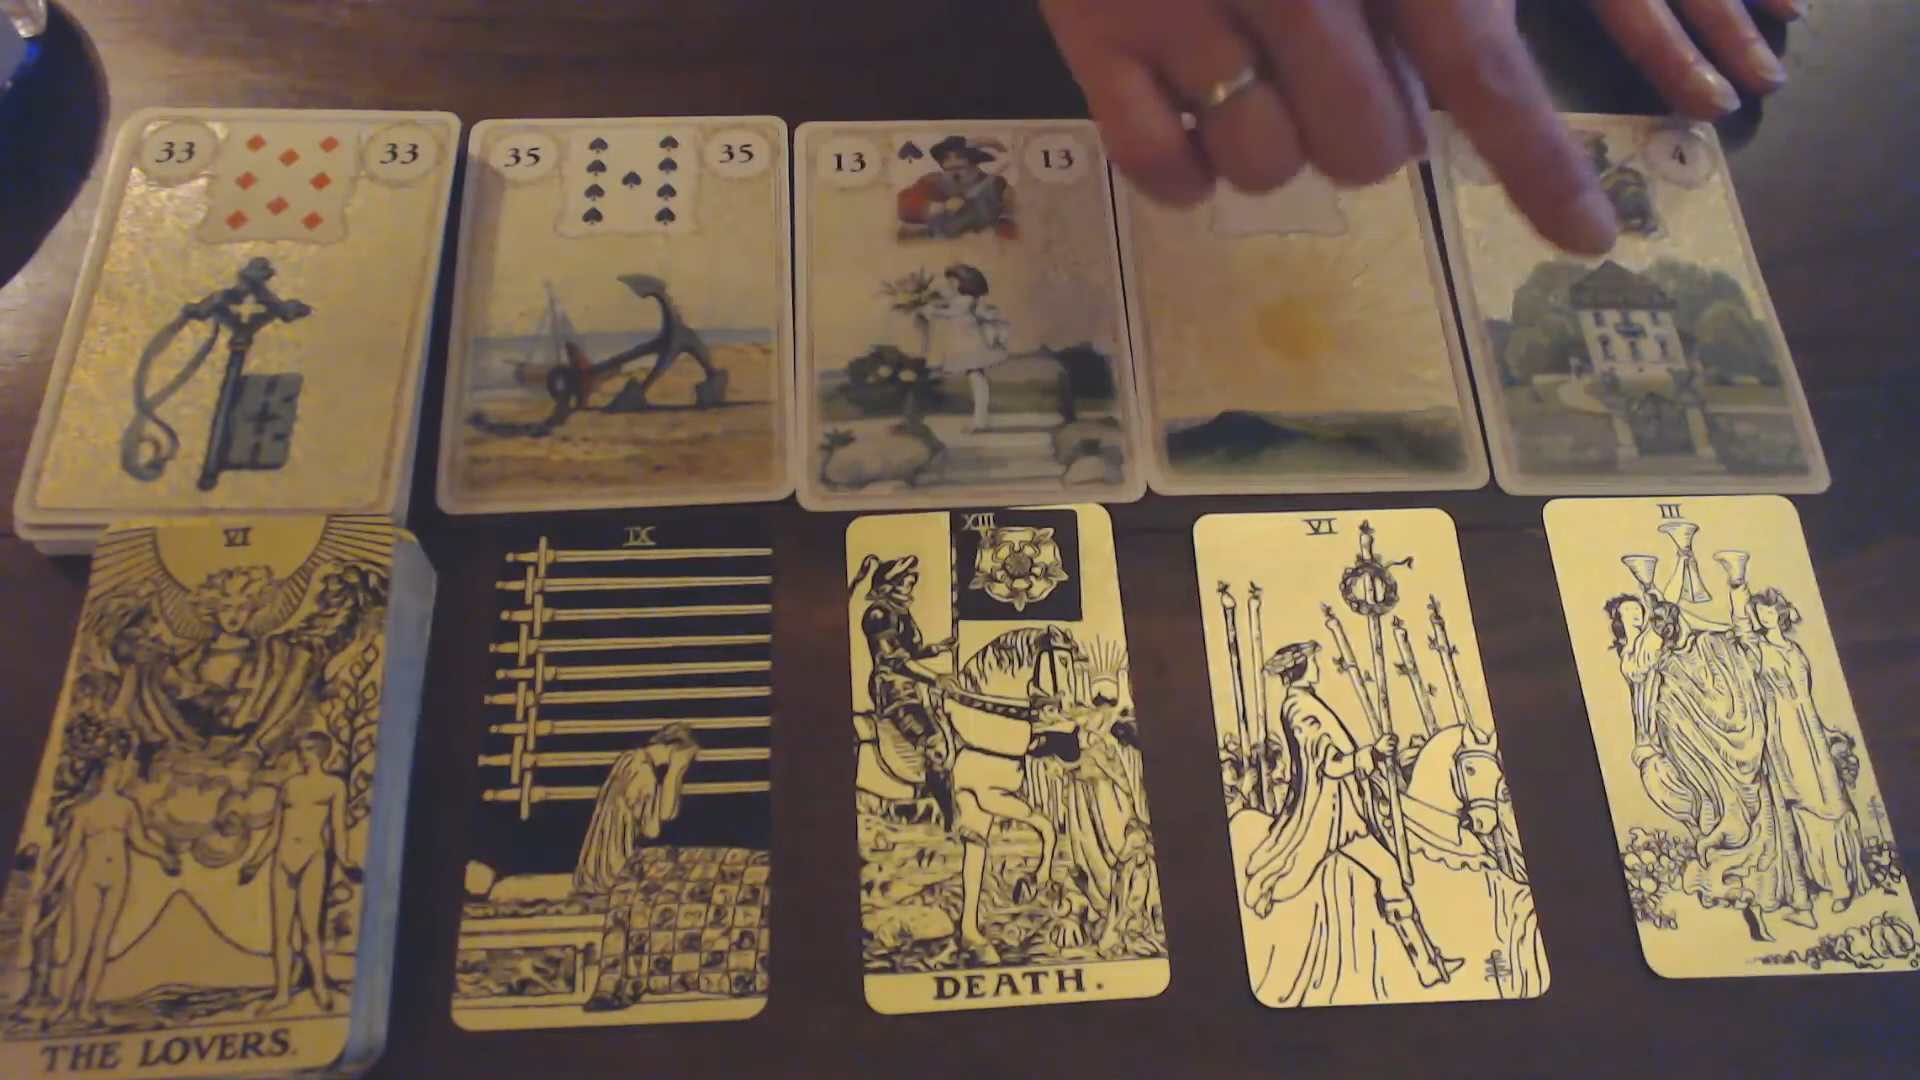 33 33
35 35
13 13
4
VI
IX
XIII
VI
III
THE LOVERS.
DEATH.